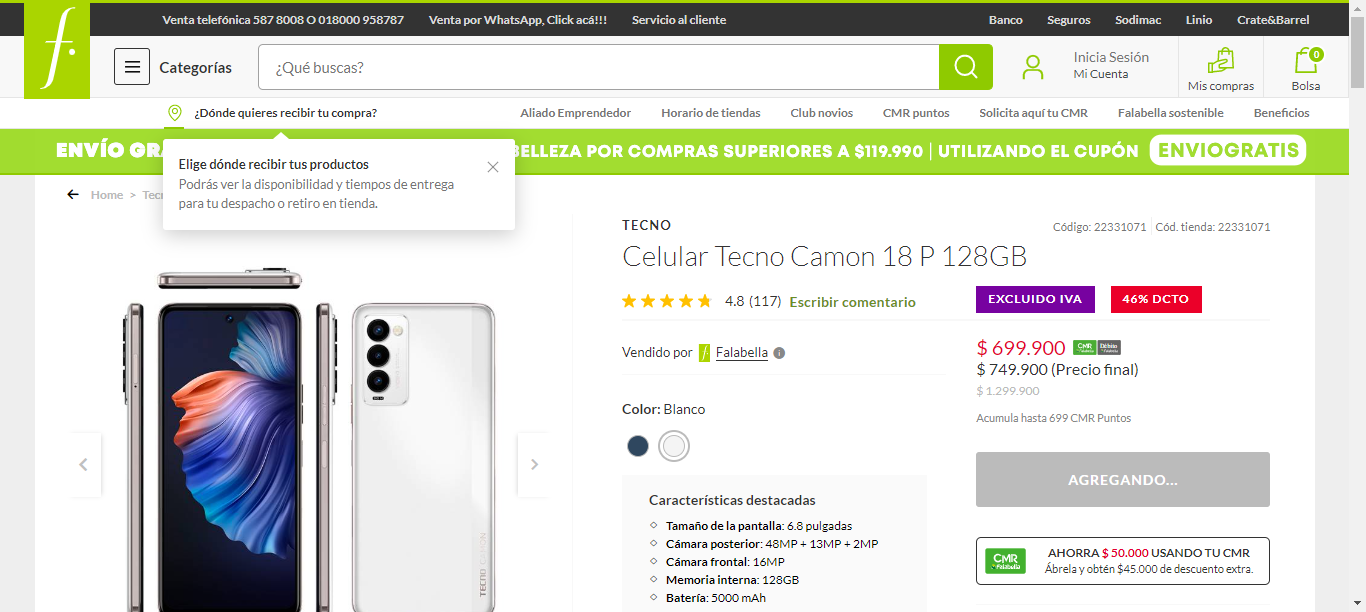 Venta telefónica 587 8008 O 018000 958787
Venta por WhatsApp, Click acá!!!
Servicio al cliente
Banco
Seguros
Sodimac
Linio
Crate&Barrel
f.
Categorías
¿Qué buscas?
Inicia Sesión
Mi Cuenta
Mis compras
0
Bolsa
¿Dónde quieres recibir tu compra?
Aliado Emprendedor
Horario de tiendas
Club novios
CMR puntos
Solicita aquí tu CMR
Falabella sostenible
Beneficios
ENVÍO GRA
BELLEZA POR COMPRAS SUPERIORES A $119.990 | UTILIZANDO EL CUPÓN ENVIOGRATIS
Elige dónde recibir tus productos
Podrás ver la disponibilidad y tiempos de entrega
para tu despacho o retiro en tienda.
Home > Tec
TECNO
Código: 22331071 Cód. tienda: 22331071
Celular Tecno Camon 18 P 128GB
4.8 (117) Escribir comentario
EXCLUIDO IVA
46% DCTO
Vendido por Falabella
$ 699.900
CMR Falabella
Débito Falabella
$ 749.900 (Precio final)
$ 1.299.900
Acumula hasta 699 CMR Puntos
Color: Blanco
AGREGANDO...
Características destacadas
Tamaño de la pantalla: 6.8 pulgadas
Cámara posterior: 48MP + 13MP + 2MP
Cámara frontal: 16MP
Memoria interna: 128GB
Batería: 5000 mAh
CMR
Falabella
AHORRA $ 50.000 USANDO TU CMR
Ábrela y obtén $45.000 de descuento extra.
TECNO CAMON